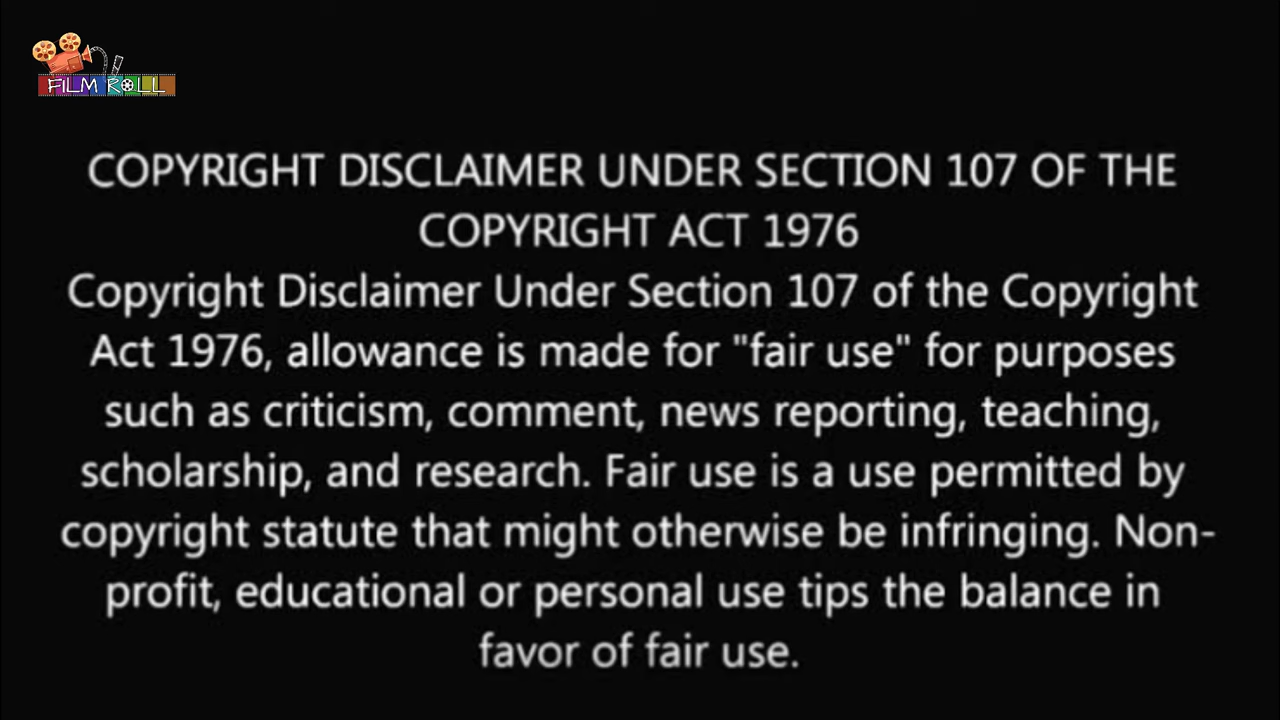 FILM ROLL
COPYRIGHT DISCLAIMER UNDER SECTION 107 OF THE
COPYRIGHT ACT 1976
Copyright Disclaimer Under Section 107 of the Copyright
Act 1976, allowance is made for "fair use" for purposes
such as criticism, comment, news reporting, teaching,
scholarship, and research. Fair use is a use permitted by
copyright statute that might otherwise be infringing. Non-
profit, educational or personal use tips the balance in
favor of fair use.